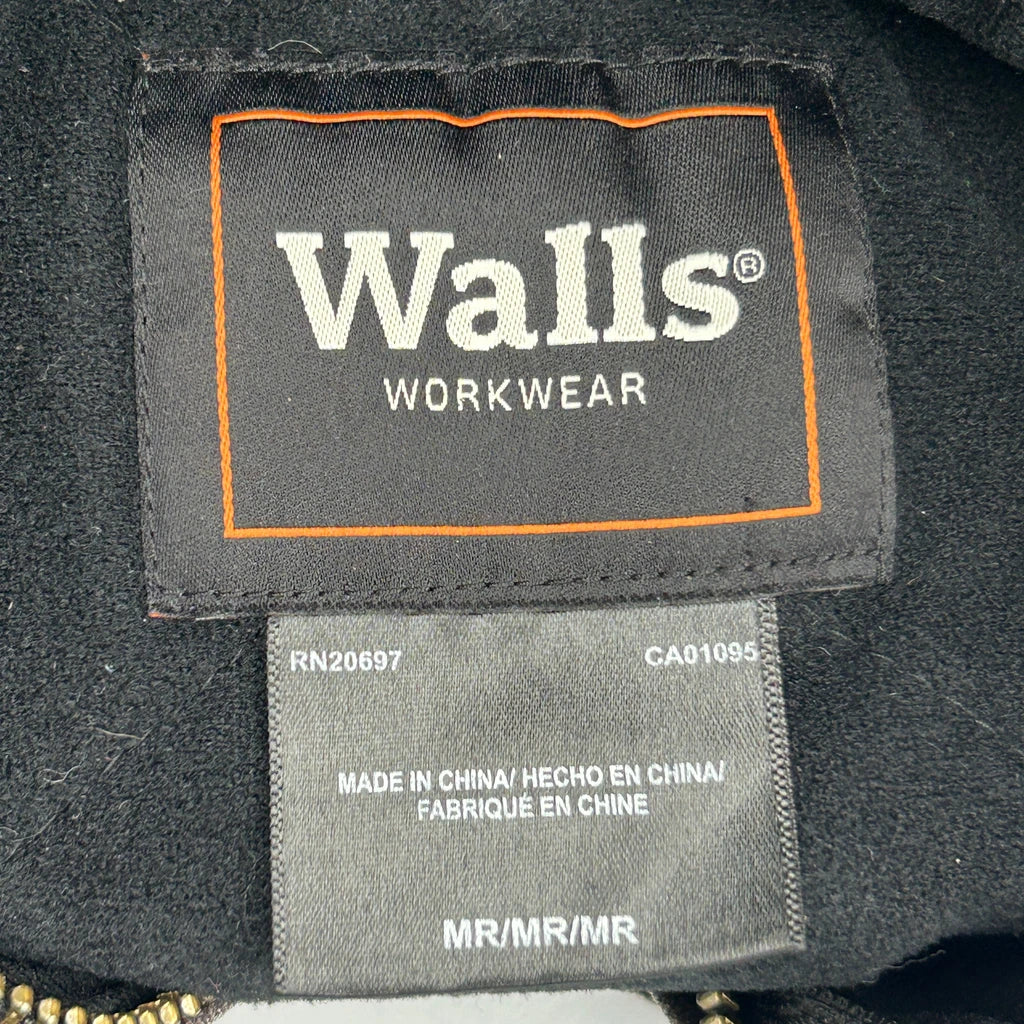 Walls®
WORKWEAR
RN20697 CA01095
MADE IN CHINA/ HECHO EN CHINA/
FABRIQUÉ EN CHINE
MR/MR/MR